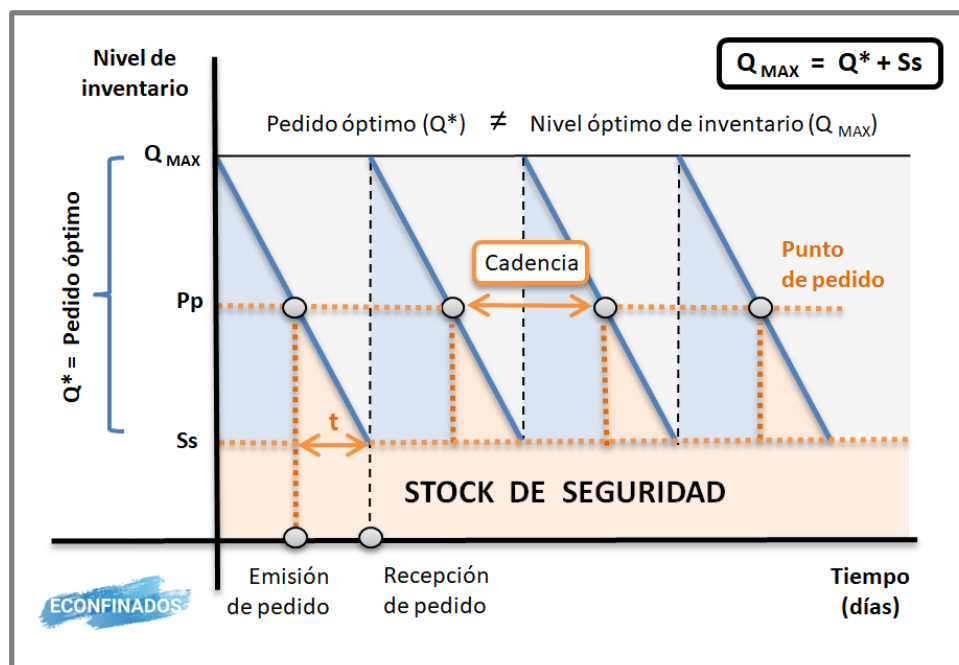 Nivel de
inventario
Q MAX = Q* + Ss
Pedido óptimo (Q*) ≠ Nivel óptimo de inventario (Q MAX)
Q MAX
Q* = Pedido óptimo
Cadencia
Punto
de pedido
Pp
t
Ss
STOCK DE SEGURIDAD
Emisión
de pedido
Recepción
de pedido
Tiempo
(días)
ECONFINADOS